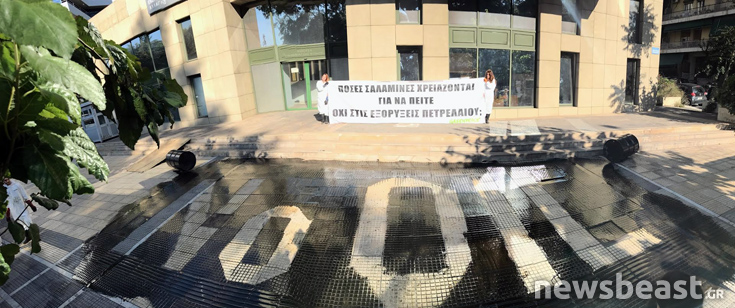 ΠΟΣΕΣ ΣΑΛΑΜΙΝΕΣ ΧΡΕΙΑΖΟΝΤΑΙ
ΓΙΑ ΝΑ ΠΕΙΤΕ
ΟΧΙ ΣΤΙΣ ΕΞΟΡΥΞΕΙΣ ΠΕΤΡΕΛΑΙΟΥ;
newsbeast.GR